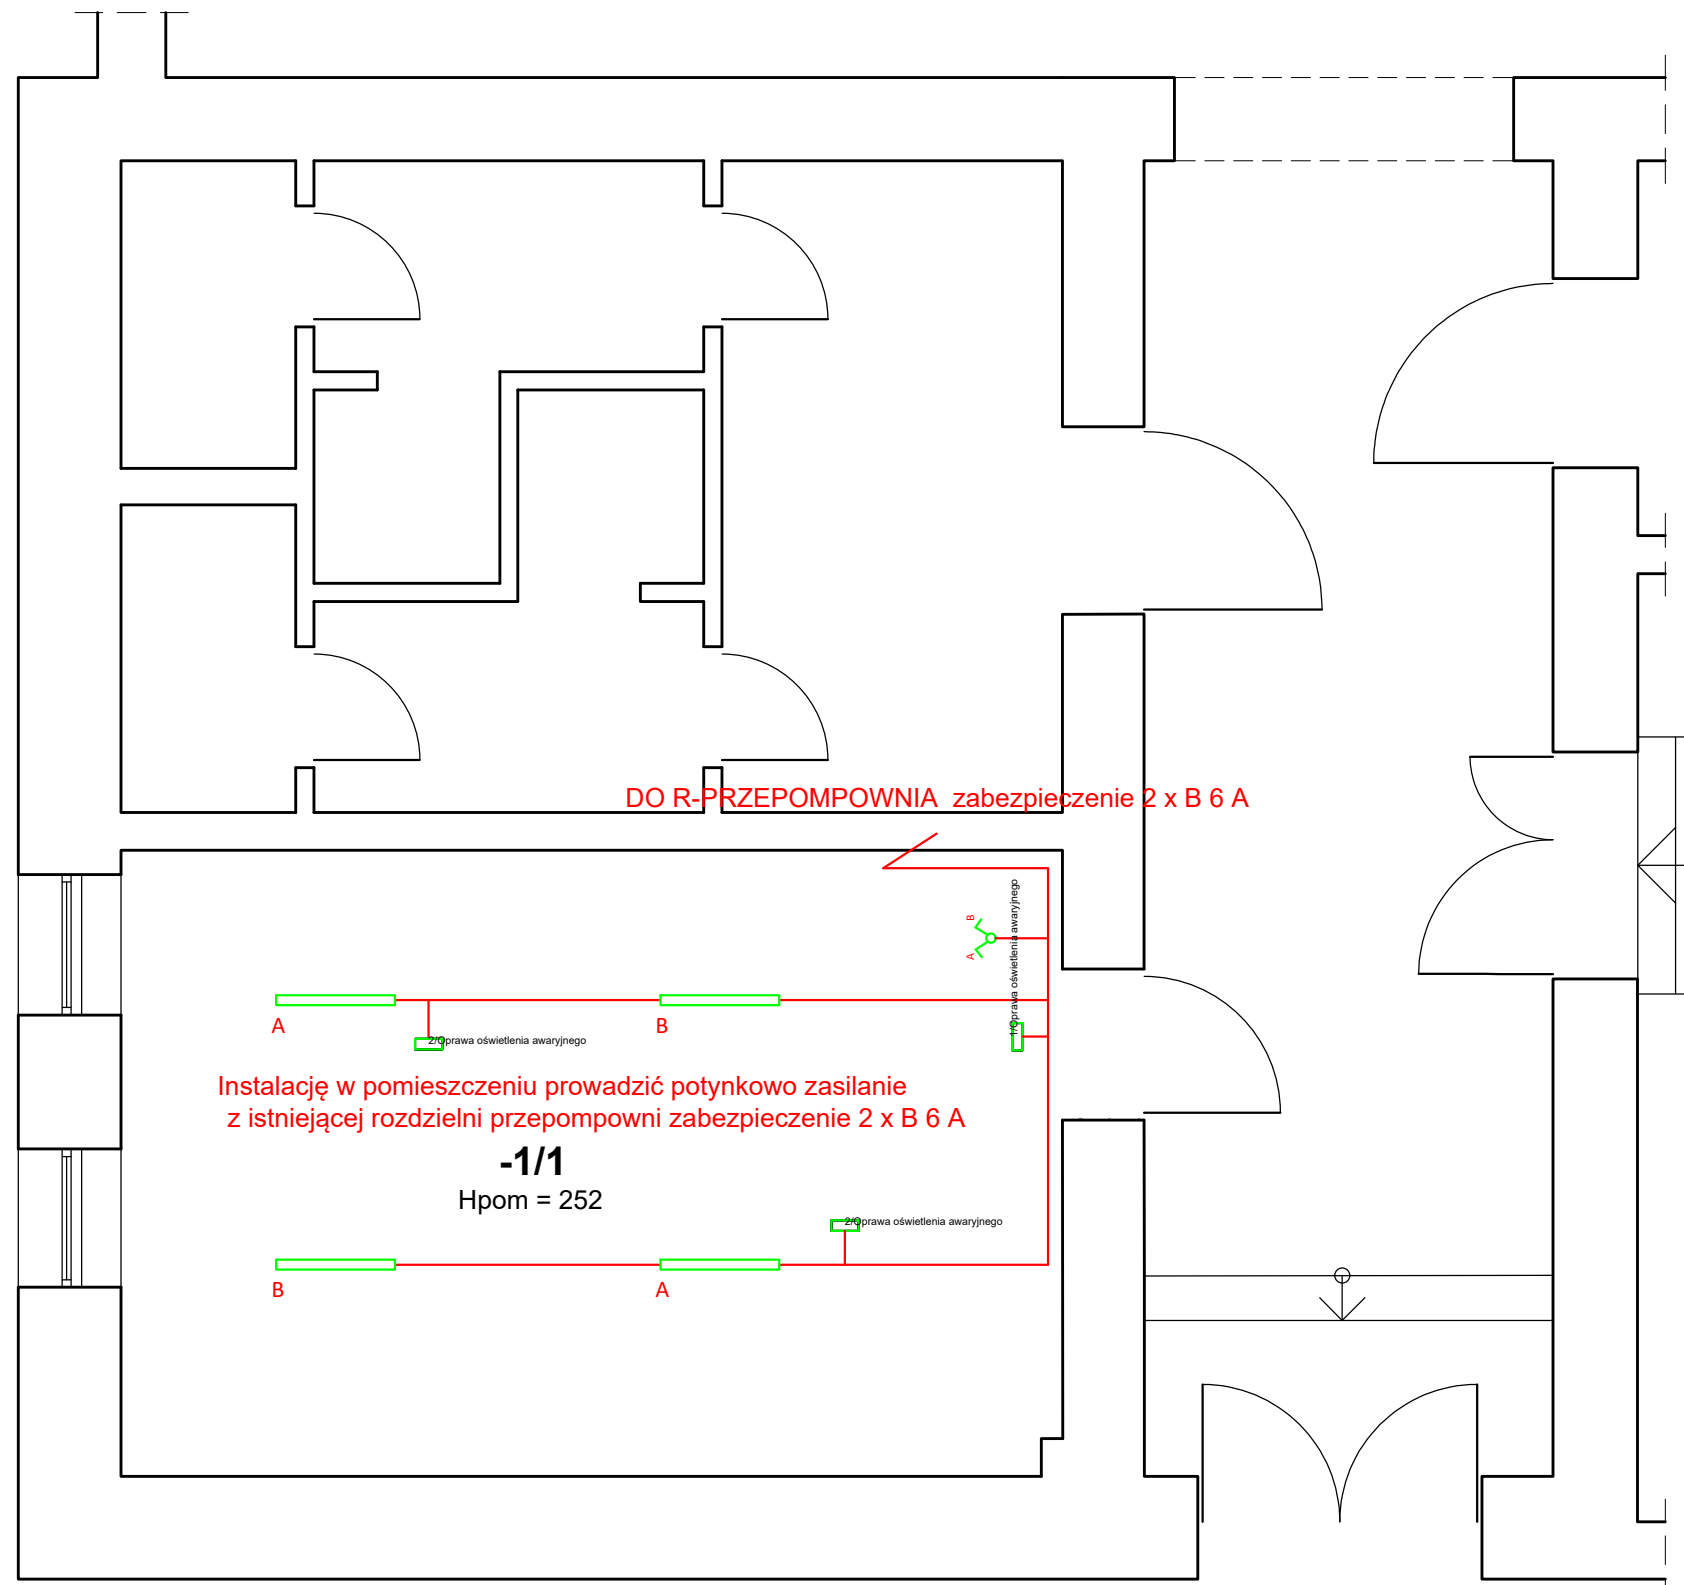 DO R-PRZEPOMPOWNIA zabezpieczenie 2 x B 6 A
B
A
1/Oprawa oświetlenia awaryjnego
A
B
2/Oprawa oświetlenia awaryjnego
Instalację w pomieszczeniu prowadzić potynkowo zasilanie
z istniejącej rozdzielni przepompowni zabezpieczenie 2 x B 6 A
-1/1
Hpom = 252
2/Oprawa oświetlenia awaryjnego
B
A